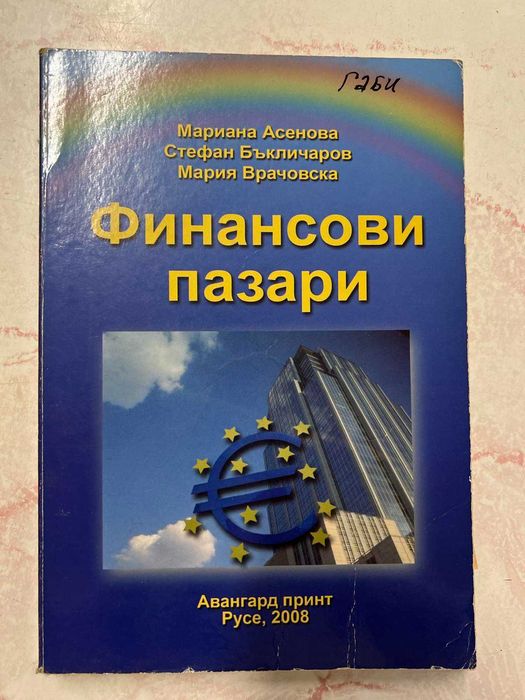 Габи
Мариана Асенова
Стефан Бъкличаров
Мария Врачовска
Финансови
пазари
Авангард принт
Русе, 2008